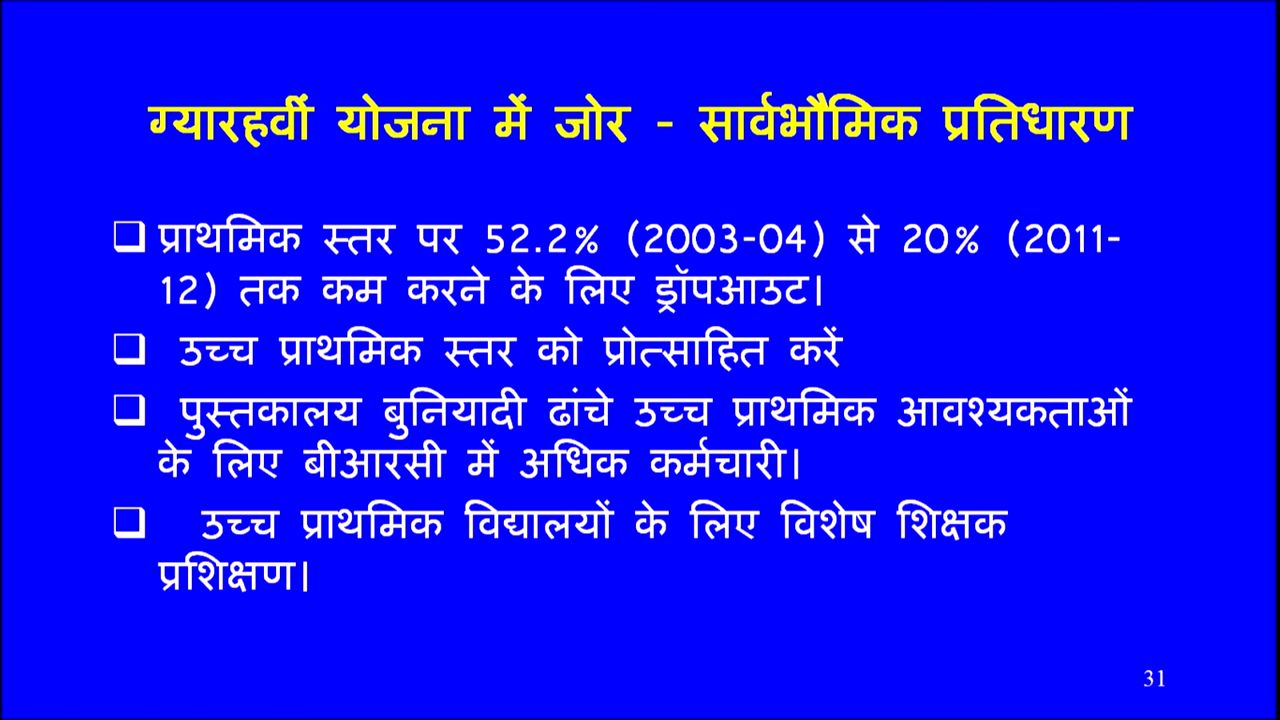 ग्यारहवीं योजना में जोर - सार्वभौमिक प्रतिधारण
❑ प्राथमिक स्तर पर 52.2% (2003-04) से 20% (2011-
12) तक कम करने के लिए ड्रॉपआउट।
❑ उच्च प्राथमिक स्तर को प्रोत्साहित करें
❑ पुस्तकालय बुनियादी ढांचे उच्च प्राथमिक आवश्यकताओं
के लिए बीआरसी में अधिक कर्मचारी।
❑ उच्च प्राथमिक विद्यालयों के लिए विशेष शिक्षक
प्रशिक्षण।
31